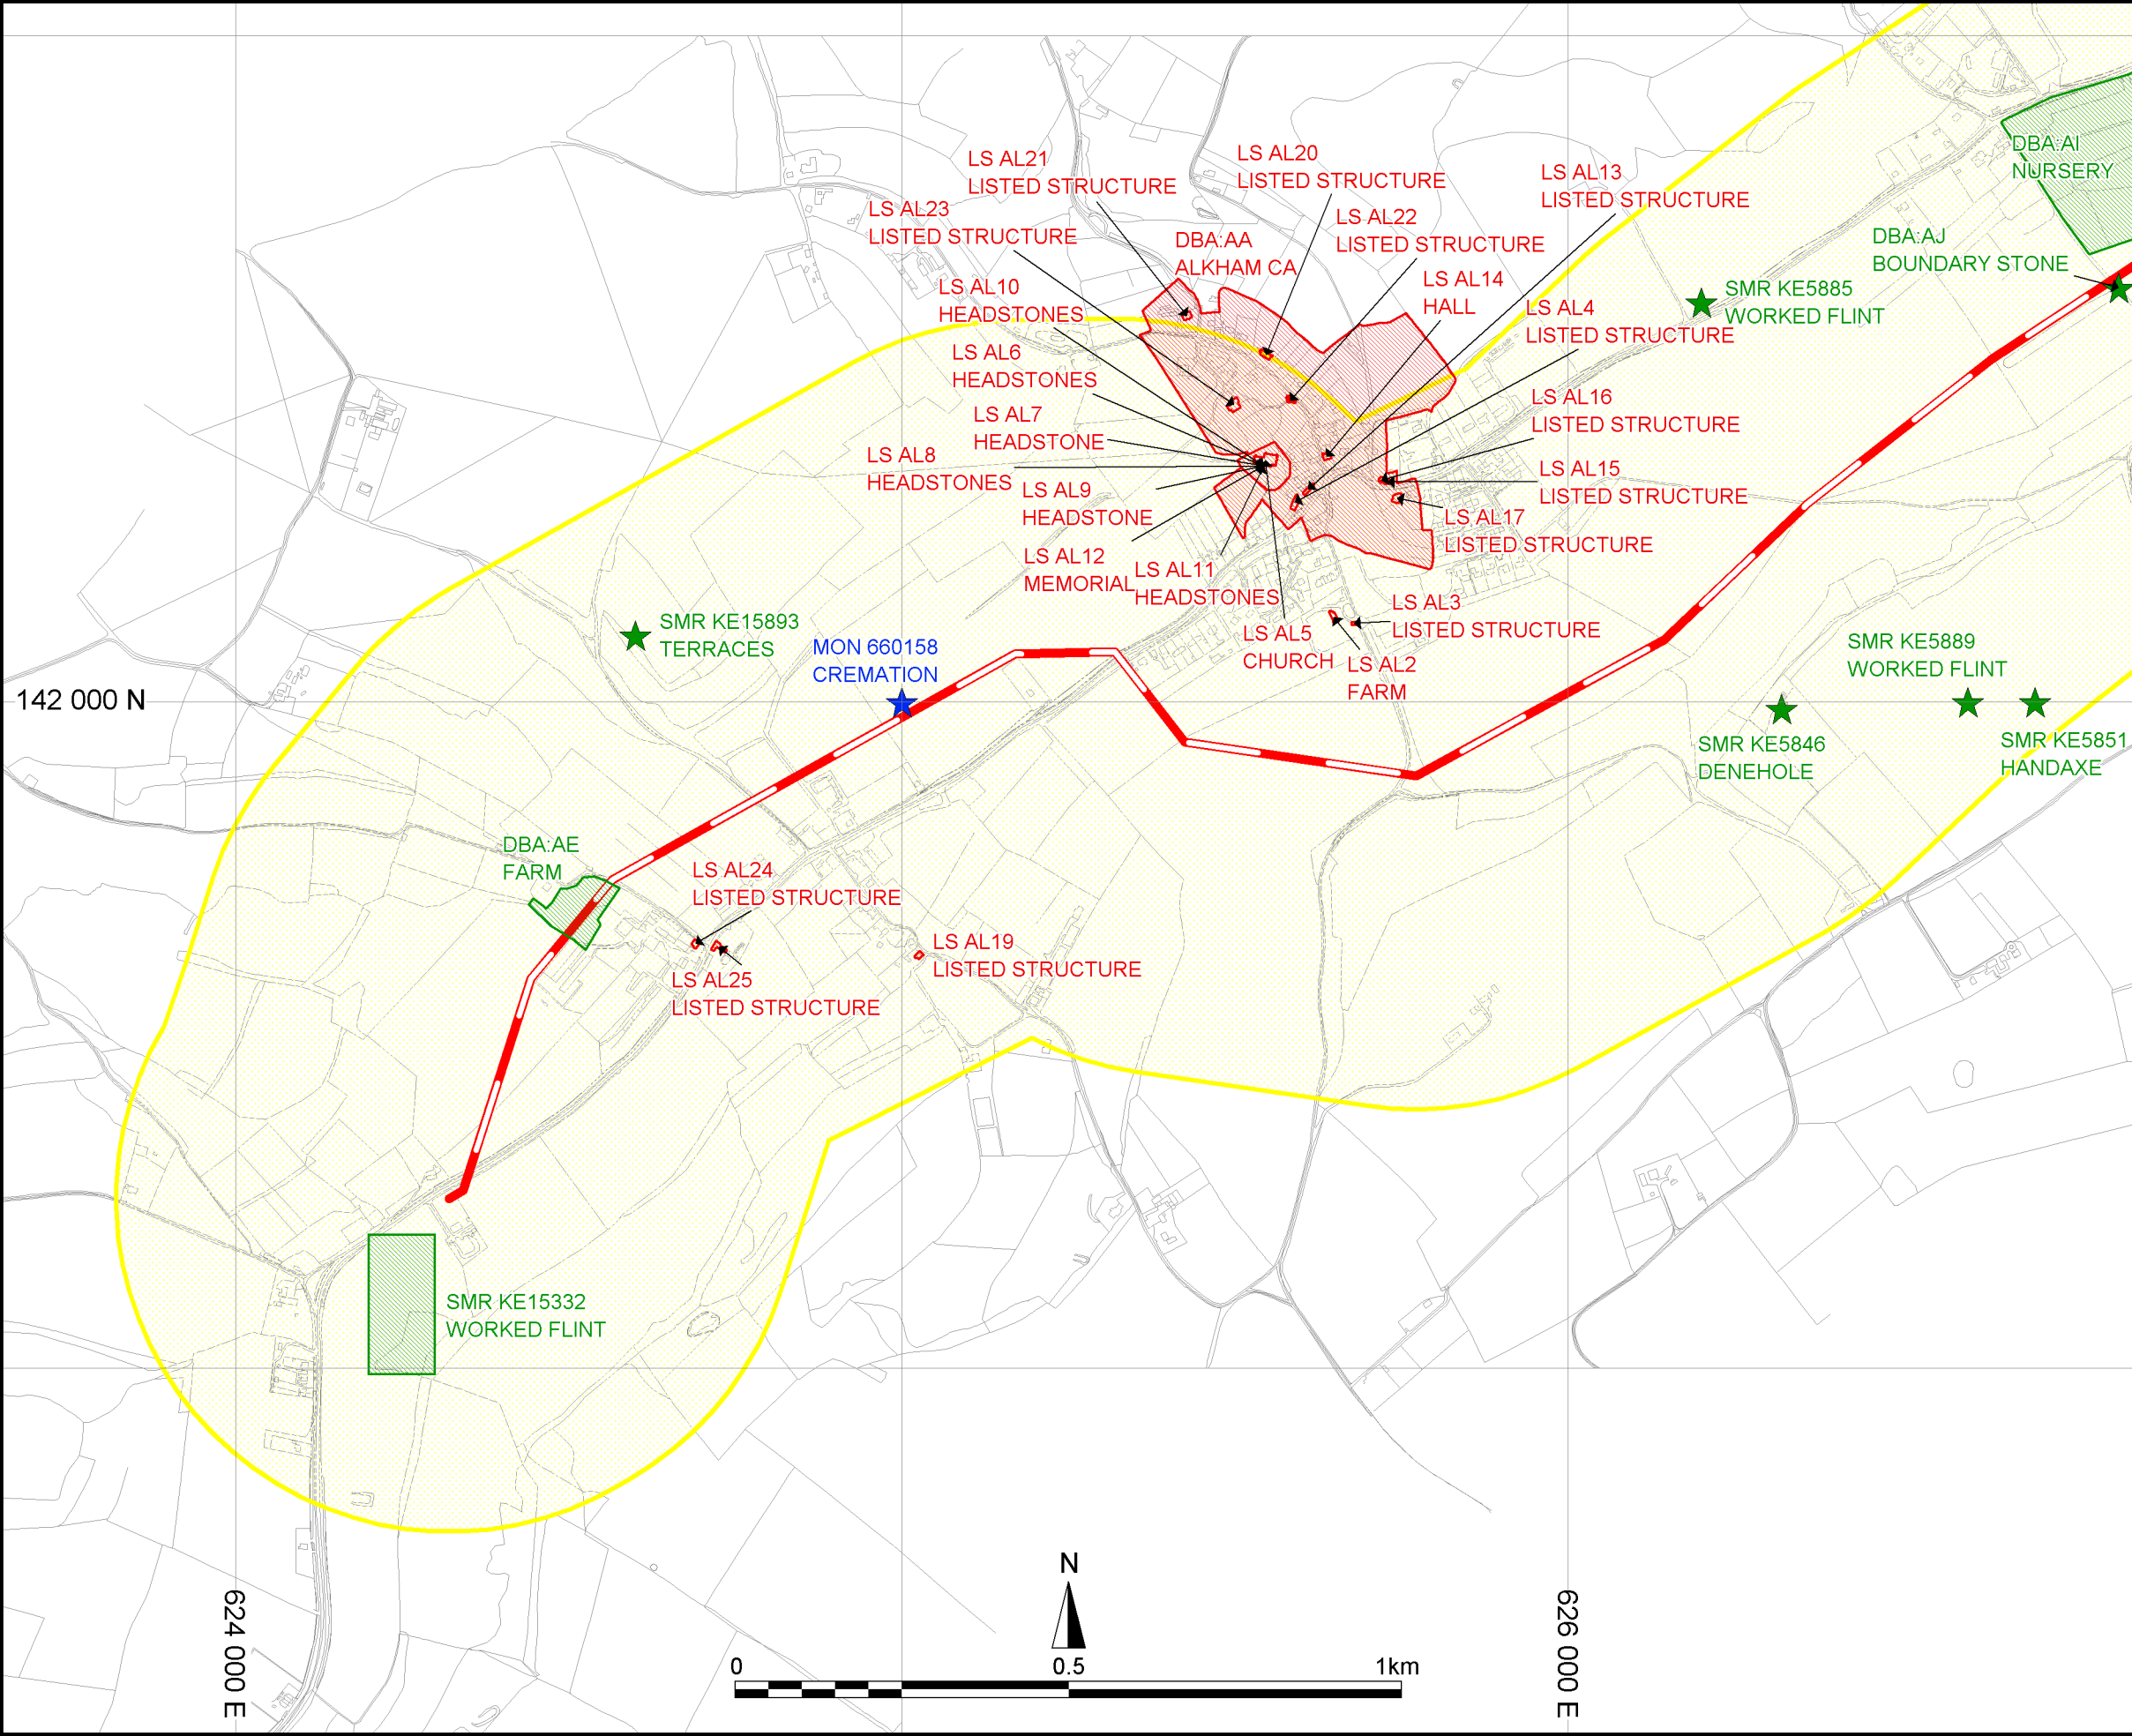 LS AL21
LISTED STRUCTURE
LS AL20
LISTED STRUCTURE
LS AL13
LISTED STRUCTURE
DBA:AI
NURSERY
LS AL23
LISTED STRUCTURE
LS AL22
LISTED STRUCTURE
DBA:AA
ALKHAM CA
DBA:AJ
BOUNDARY STONE
LS AL10
HEADSTONES
LS AL14
HALL
LS AL4
LISTED STRUCTURE
SMR KE5885
WORKED FLINT
LS AL6
HEADSTONES
LS AL7
HEADSTONE
LS AL16
LISTED STRUCTURE
LS AL8
HEADSTONES
LS AL15
LISTED STRUCTURE
LS AL9
HEADSTONE
LS AL17
LISTED STRUCTURE
LS AL12
MEMORIAL
LS AL11
HEADSTONES
LS AL3
LISTED STRUCTURE
SMR KE15893
TERRACES
LS AL5
CHURCH
MON 660158
CREMATION
LS AL2
FARM
SMR KE5889
WORKED FLINT
142 000 N
SMR KE5846
DENEHOLE
SMR KE5851
HANDAXE
DBA:AE
FARM
LS AL24
LISTED STRUCTURE
LS AL19
LISTED STRUCTURE
LS AL25
LISTED STRUCTURE
SMR KE15332
WORKED FLINT
N
624 000 E
626 000 E
0 0.5 1km